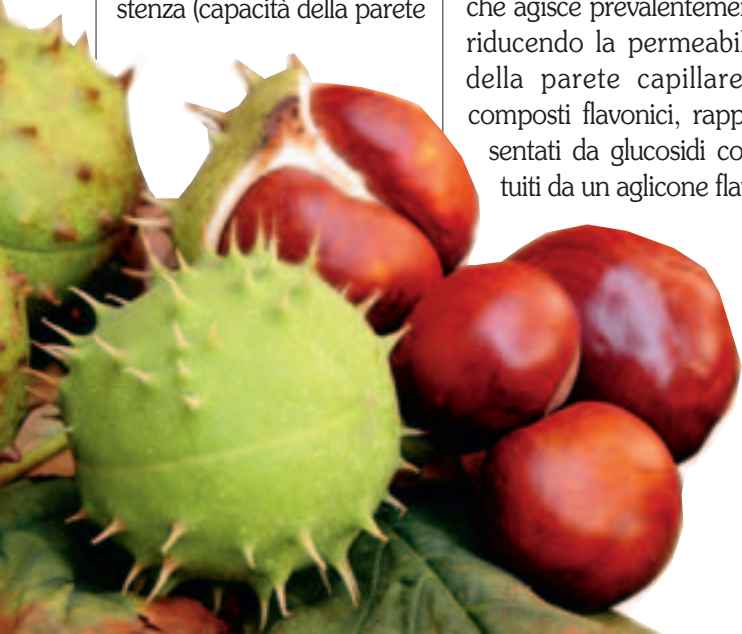 stenza (capacità della parete
che agisce prevalentemen
riducendo la permeabil
della parete capillare
composti flavonici, rapp
sentati da glucosidi co
tuiti da un aglicone fla